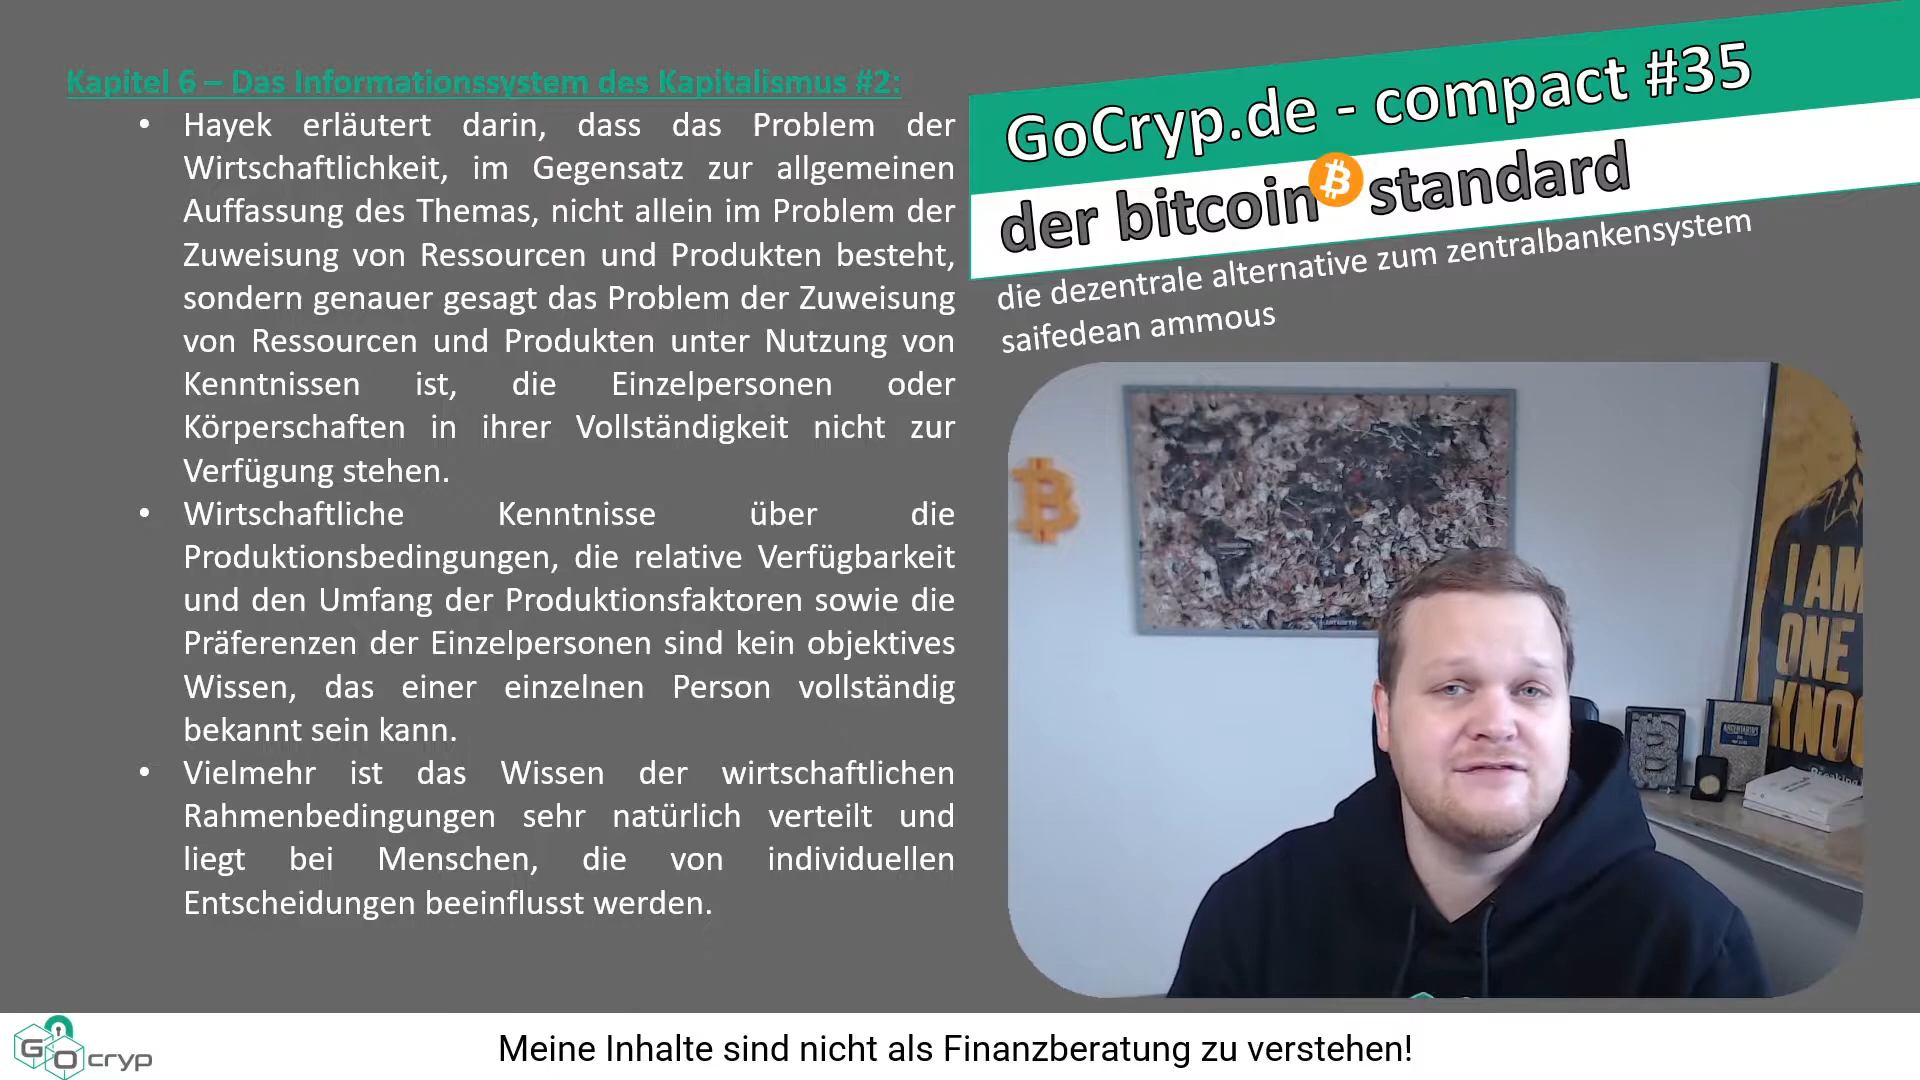 Kapitel 6 – Das Informationssystem des Kapitalismus #2:
• Hayek erläutert darin, dass das Problem der
Wirtschaftlichkeit, im Gegensatz zur allgemeinen
Auffassung des Themas, nicht allein im Problem der
Zuweisung von Ressourcen und Produkten besteht,
sondern genauer gesagt das Problem der Zuweisung
von Ressourcen und Produkten unter Nutzung von
Kenntnissen ist, die Einzelpersonen oder
Körperschaften in ihrer Vollständigkeit nicht zur
Verfügung stehen.
• Wirtschaftliche Kenntnisse über die
Produktionsbedingungen, die relative Verfügbarkeit
und den Umfang der Produktionsfaktoren sowie die
Präferenzen der Einzelpersonen sind kein objektives
Wissen, das einer einzelnen Person vollständig
bekannt sein kann.
• Vielmehr ist das Wissen der wirtschaftlichen
Rahmenbedingungen sehr natürlich verteilt und
liegt bei Menschen, die von individuellen
Entscheidungen beeinflusst werden.
GoCryp.de - compact #35
der bitcoin standard
die dezentrale alternative zum zentralbankensystem
saifedean ammous
I AM
ONE
KNO
Breaking
GOcryp
Meine Inhalte sind nicht als Finanzberatung zu verstehen!